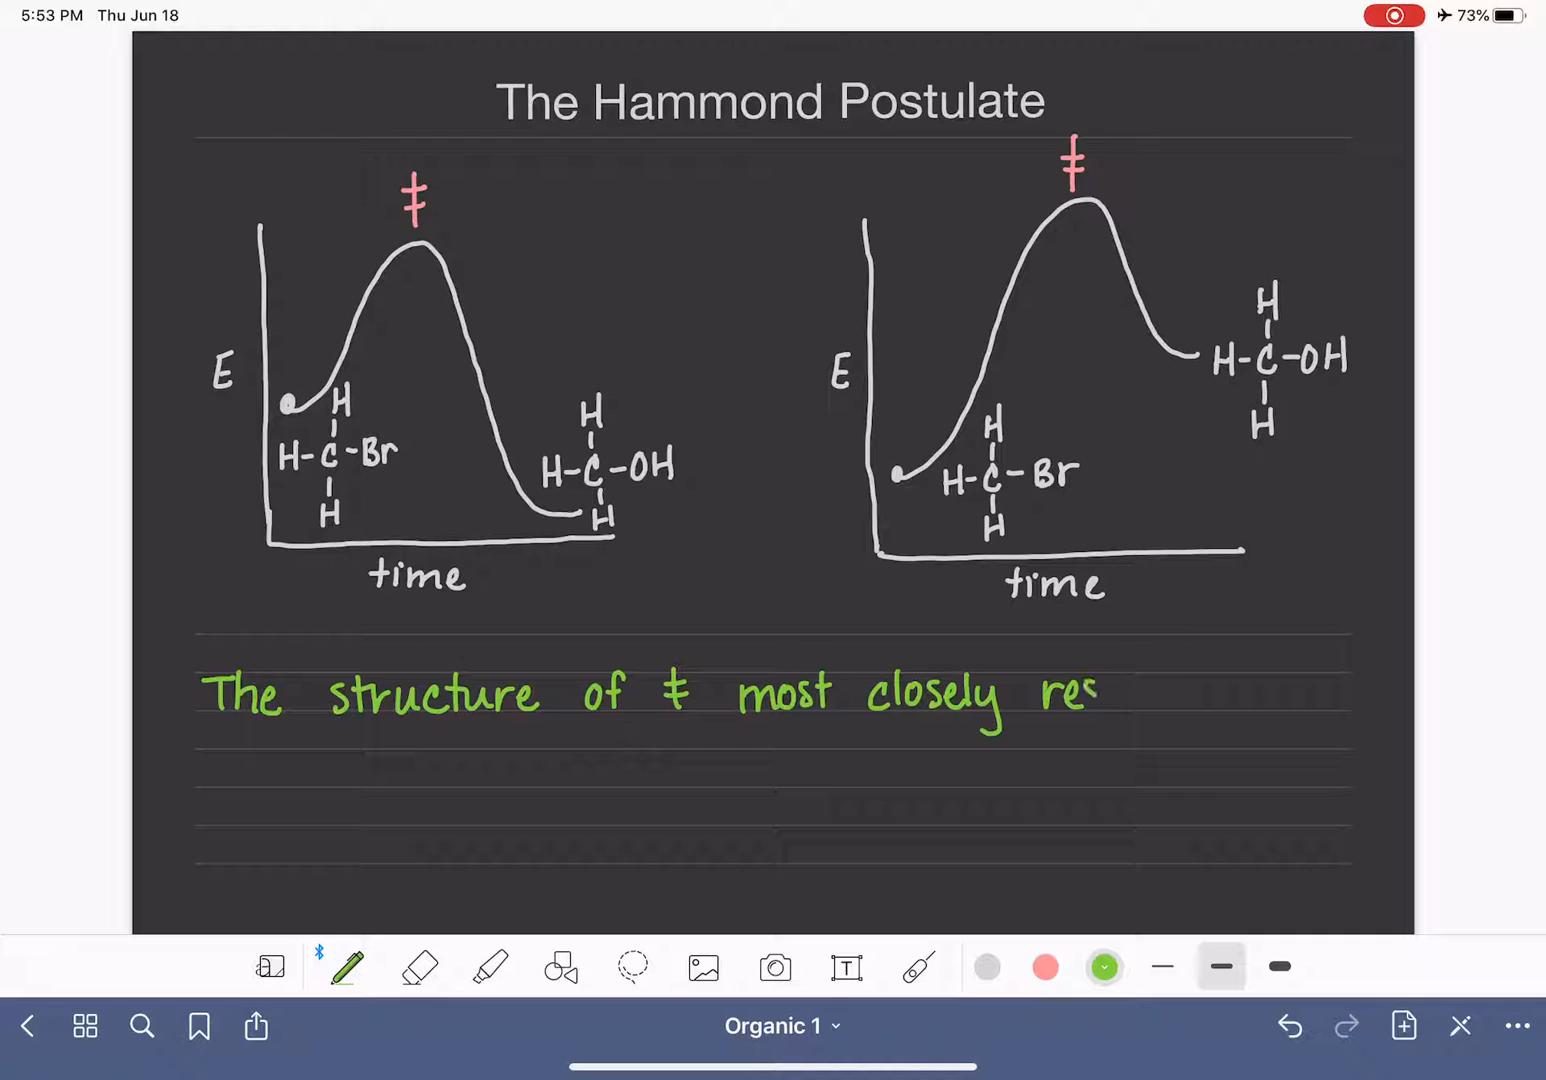 5:53 PM Thu Jun 18
73%
The Hammond Postulate
‡ ‡
E
H
H-C-Br
H
H
H-C-OH
H
time
E
H
H-C-Br
H
H
H-C-OH
H
time
The structure of ‡ most closely res
T
Organic 1